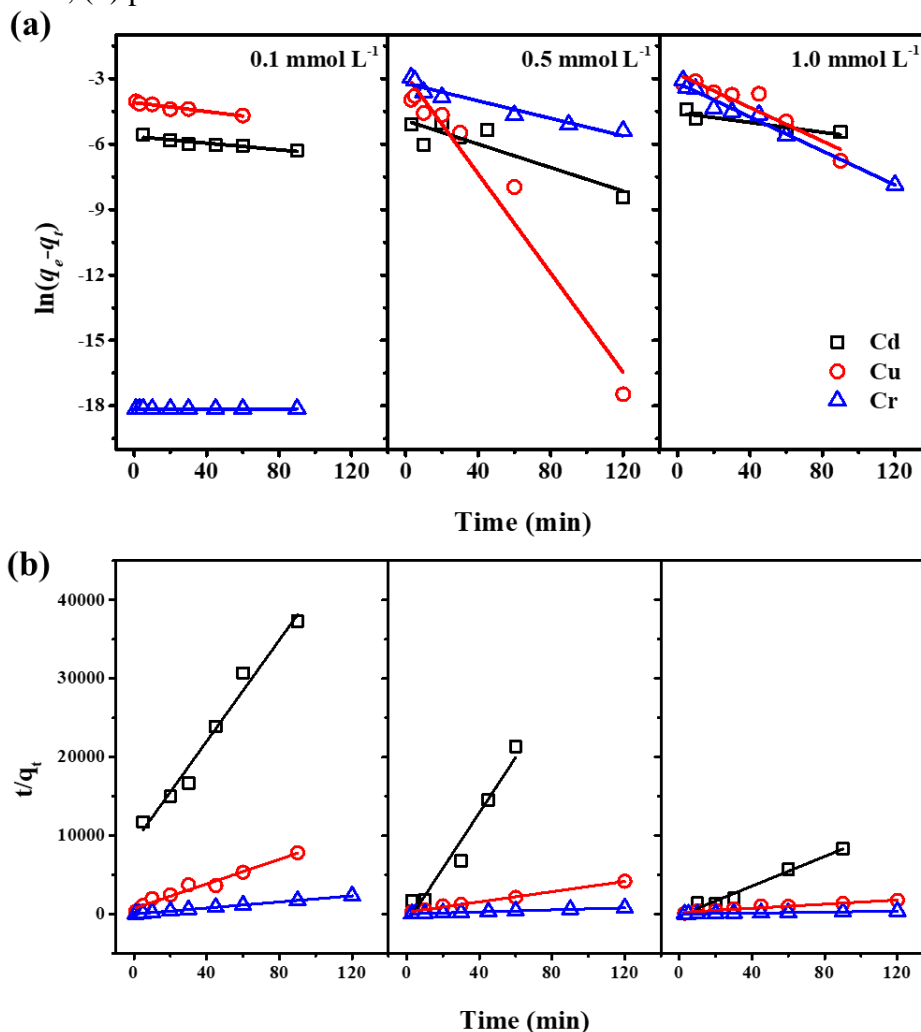 (a)
0.1 mmol L⁻¹ 0.5 mmol L⁻¹ 1.0 mmol L⁻¹
-3
-6
-9
-12
-15
-18
ln(qₑ-qₜ)
Cd
Cu
Cr
0 40 80 120 0 40 80 120 0 40 80 120
Time (min)
(b)
40000
30000
20000
10000
0
t/qₜ
0 40 80 120 0 40 80 120 0 40 80 120
Time (min)